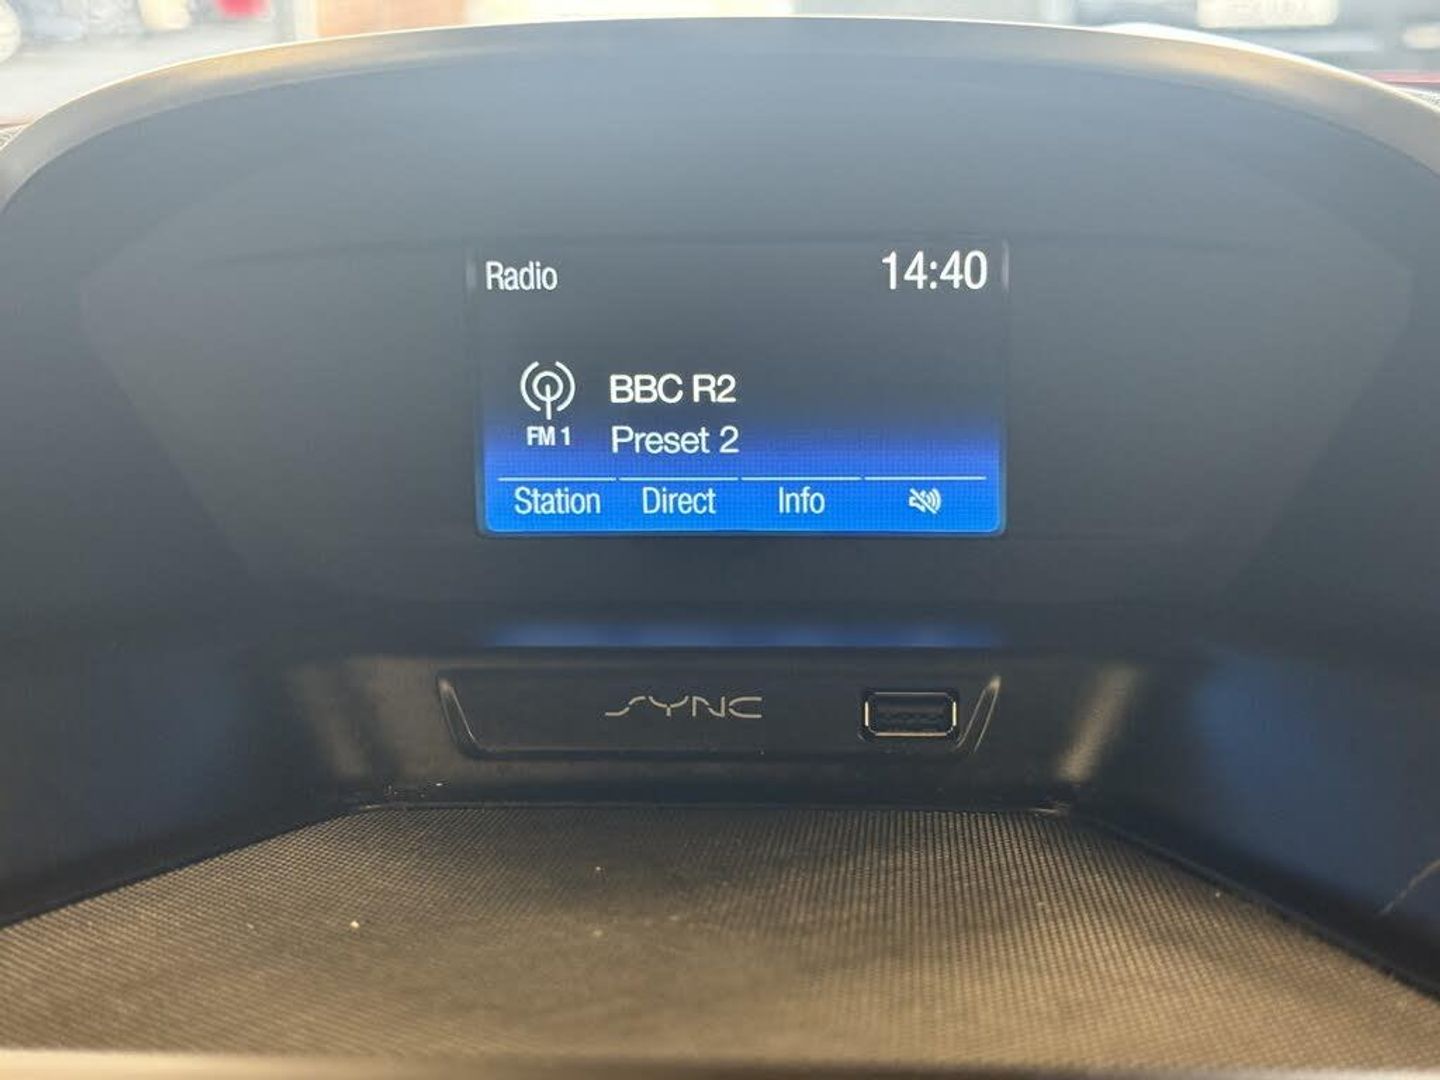 Radio 14:40
BBC R2
FM 1 Preset 2
Station Direct Info
SYNC